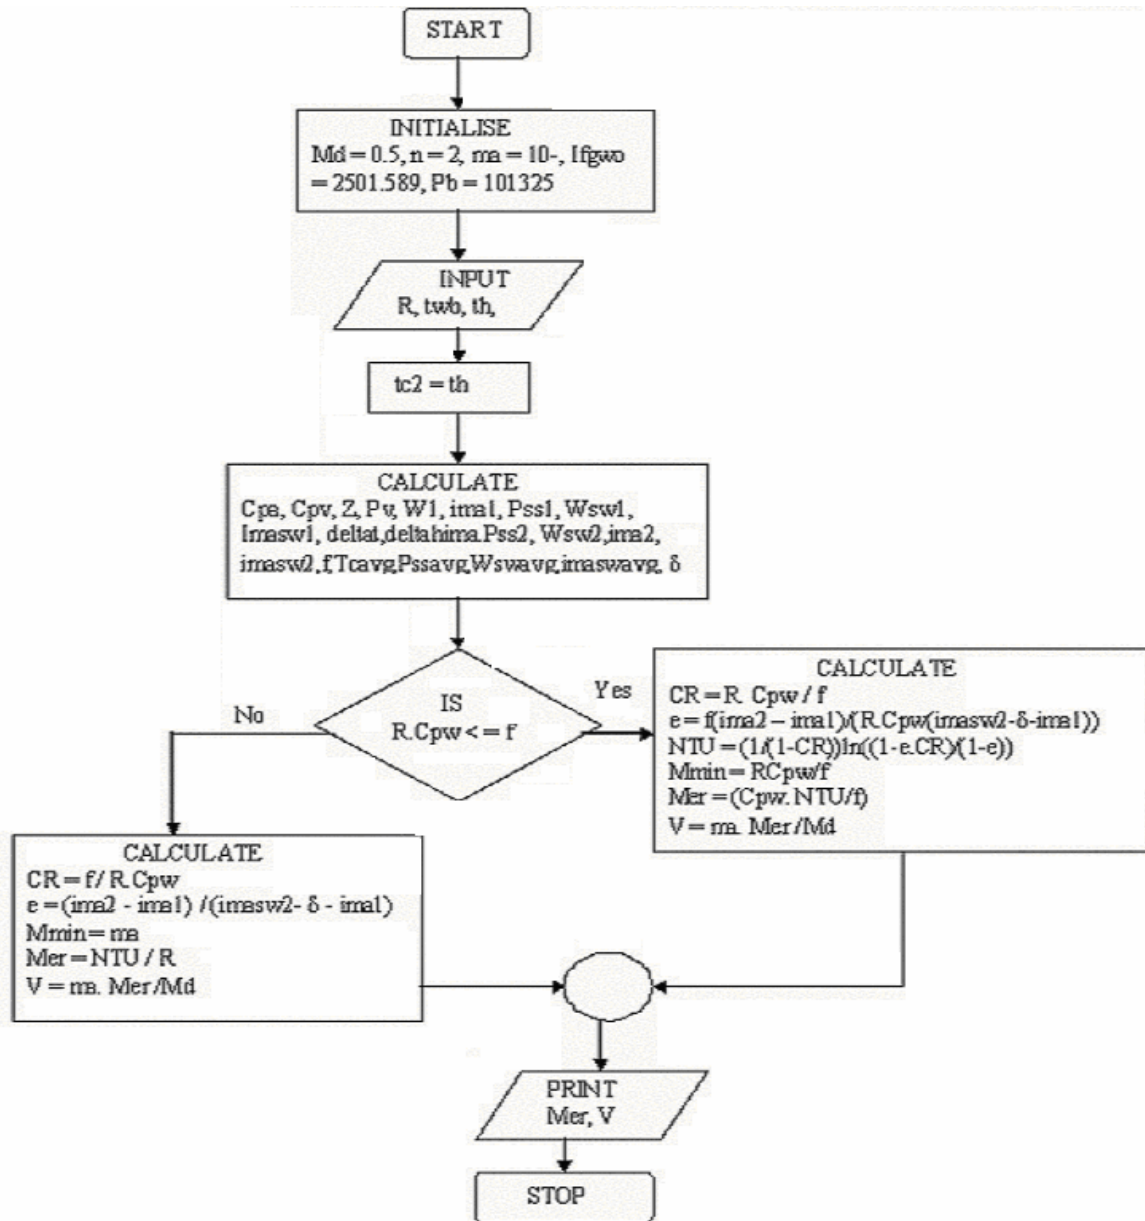 START
INITIALISE
Md = 0.5, n = 2, ma = 10-, Ifgwo
= 2501.589, Pb = 101325
INPUT
R, twb, th,
tc2 = th
CALCULATE
Cpa, Cpv, Z, Pv, W1, ima1, Pss1, Wsw1,
Imasw1, deltat,deltahima.Pss2, Wsw2,ima2,
imasw2,f,Tcavg,Pssavg,Wswavg,imaswavg, δ
IS
R.Cpw <= f
Yes
No
CALCULATE
CR = R. Cpw / f
e = f(ima2 – ima1)/(R.Cpw(imasw2-δ-ima1))
NTU = (1/(1-CR))ln((1-e.CR)/(1-e))
Mmin = RCpw/f
Mer = (Cpw. NTU/f)
V = ma. Mer/Md
CALCULATE
CR = f/ R.Cpw
e = (ima2 - ima1) /(imasw2- δ - ima1)
Mmin = ma
Mer = NTU / R
V = ma. Mer/Md
PRINT
Mer, V
STOP